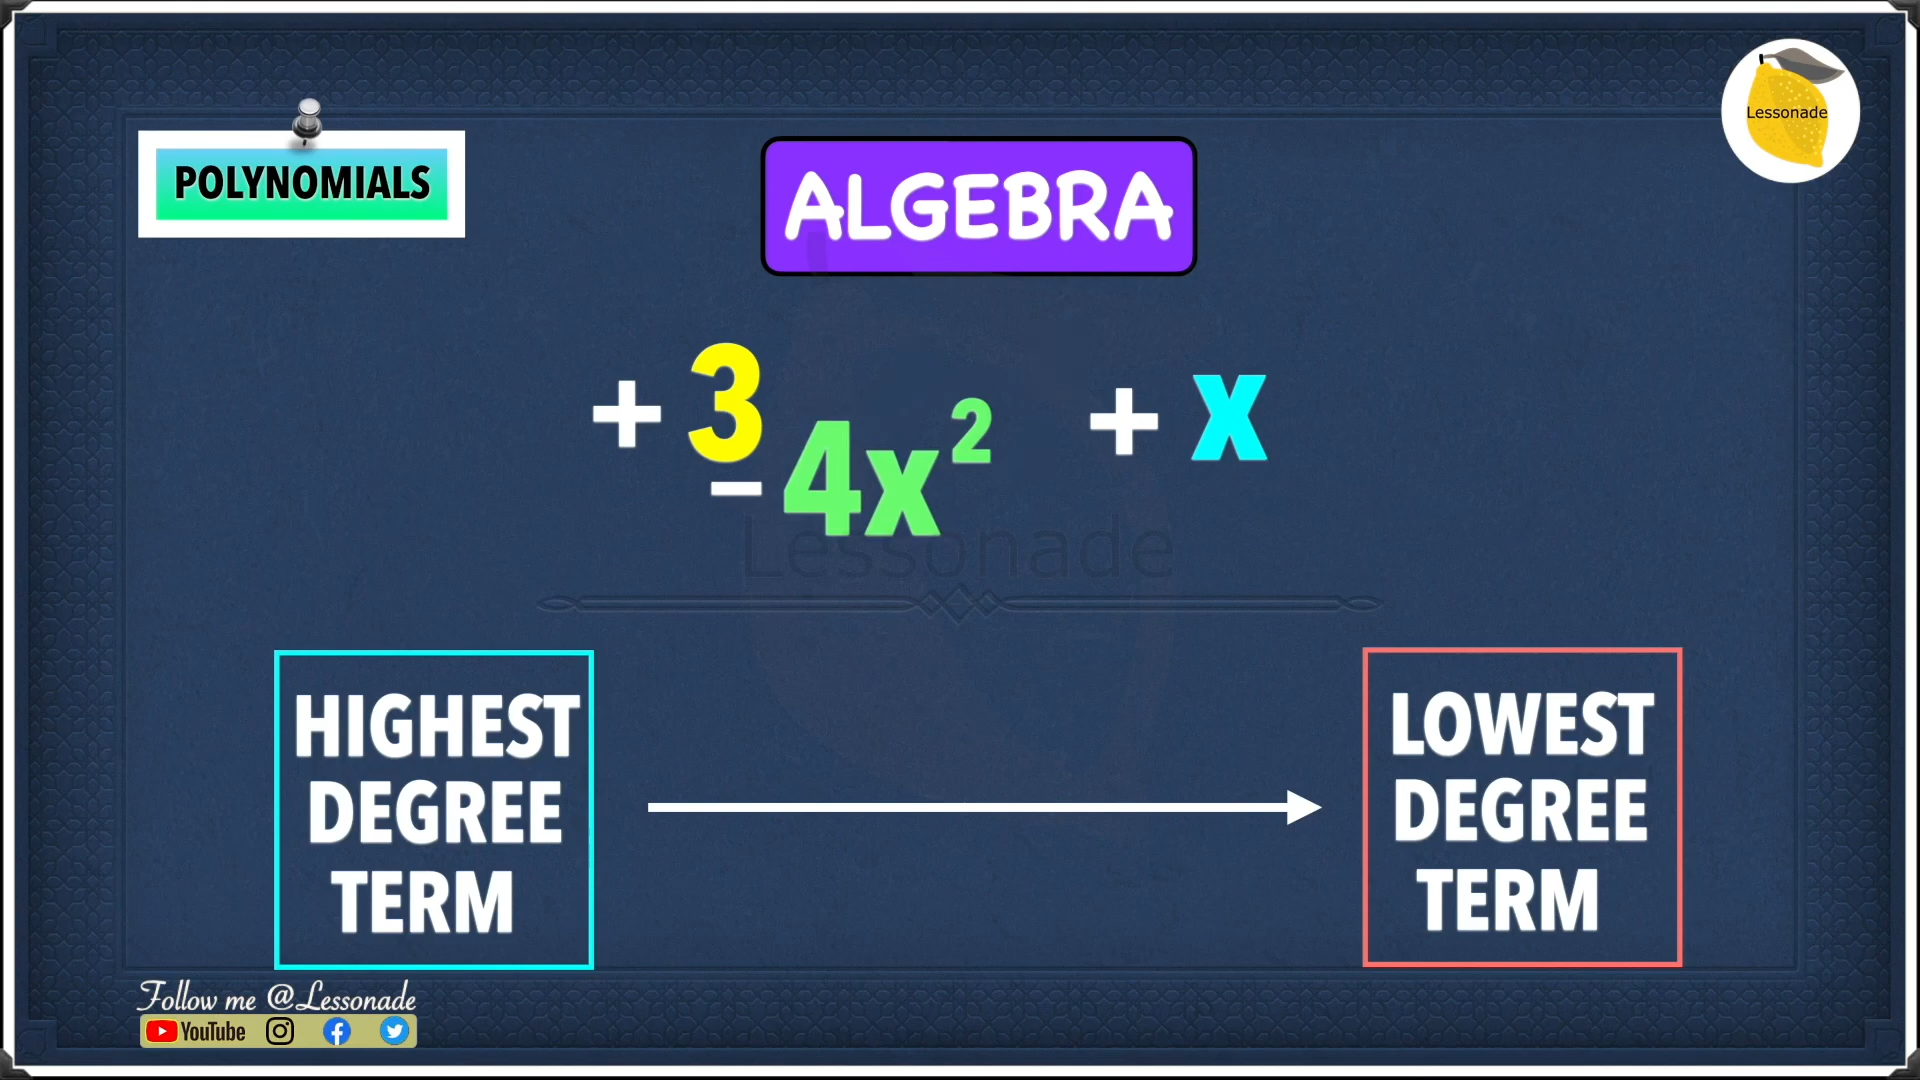 Lessonade
POLYNOMIALS
ALGEBRA
+ 3 + x
- 4x²
Lessonade
HIGHEST
DEGREE
TERM
LOWEST
DEGREE
TERM
Follow me @Lessonade
YouTube